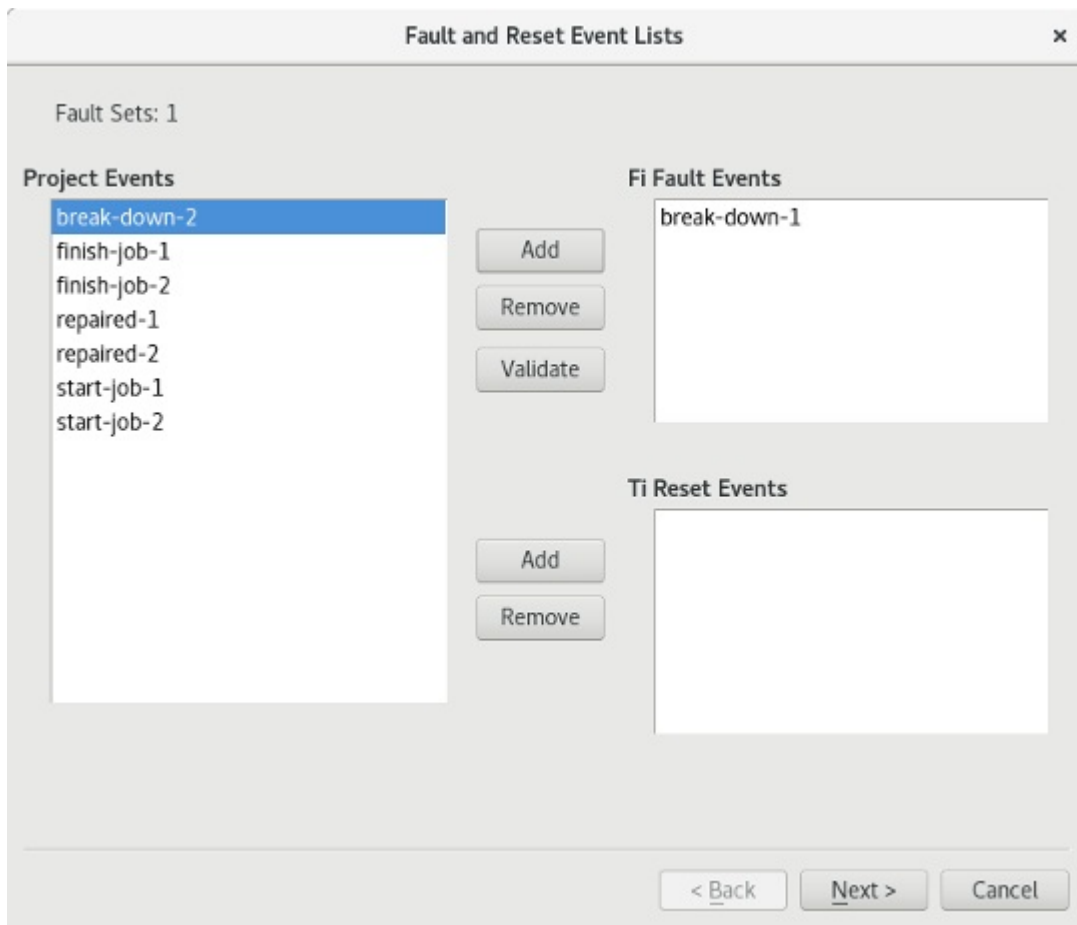 Fault and Reset Event Lists
×
Fault Sets: 1
Project Events
break-down-2
finish-job-1
finish-job-2
repaired-1
repaired-2
start-job-1
start-job-2
Add
Remove
Validate
Fi Fault Events
break-down-1
Add
Remove
Ti Reset Events
< Back
Next >
Cancel